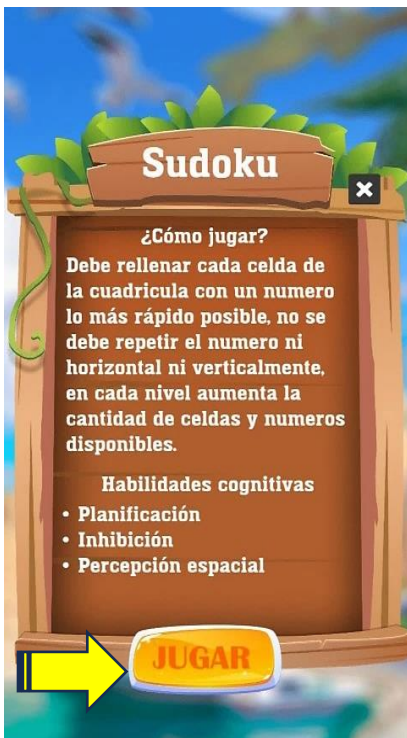 Sudoku
¿Cómo jugar?
Debe rellenar cada celda de
la cuadricula con un numero
lo más rápido posible, no se
debe repetir el numero ni
horizontal ni verticalmente,
en cada nivel aumenta la
cantidad de celdas y numeros
disponibles.
Habilidades cognitivas
• Planificación
• Inhibición
• Percepción espacial
JUGAR